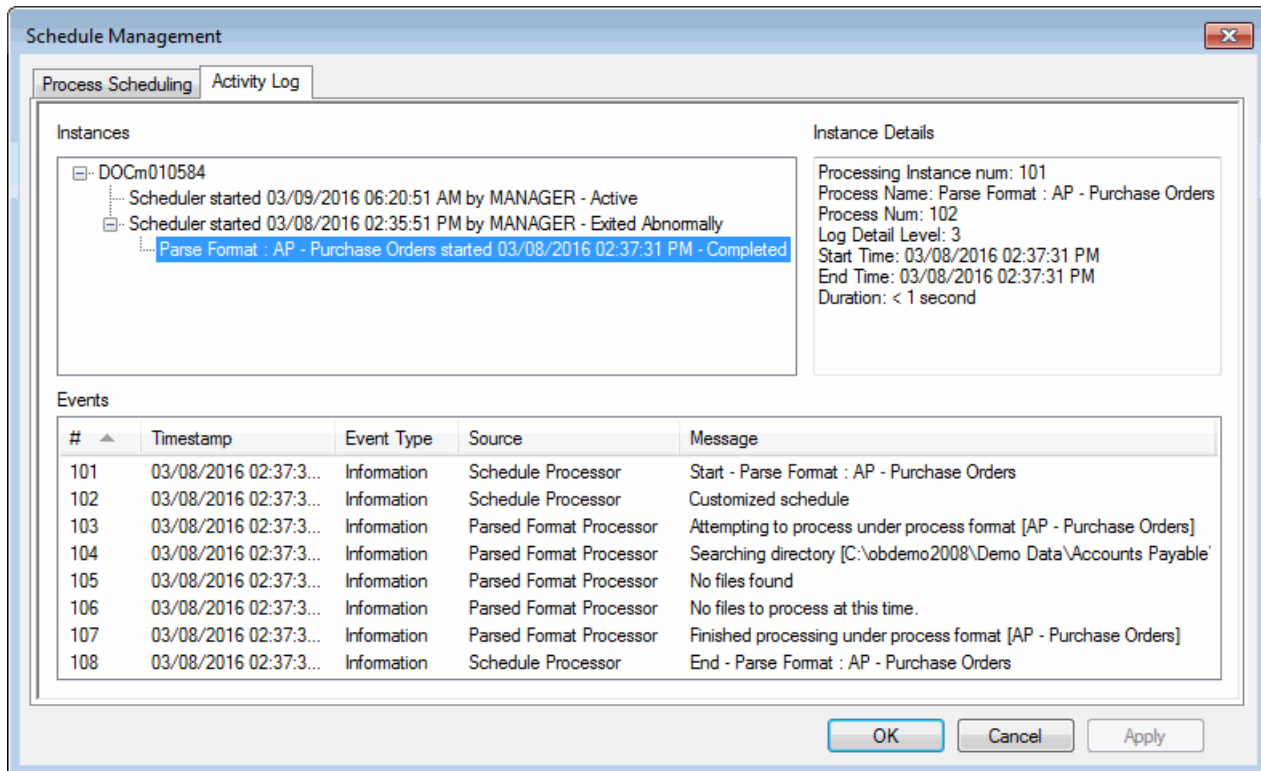 Schedule Management
Process Scheduling Activity Log
Instances
DOCm010584
Scheduler started 03/09/2016 06:20:51 AM by MANAGER - Active
Scheduler started 03/08/2016 02:35:51 PM by MANAGER - Exited Abnormally
Parse Format : AP - Purchase Orders started 03/08/2016 02:37:31 PM - Completed
Instance Details
Processing Instance num: 101
Process Name: Parse Format : AP - Purchase Orders
Process Num: 102
Log Detail Level: 3
Start Time: 03/08/2016 02:37:31 PM
End Time: 03/08/2016 02:37:31 PM
Duration: < 1 second
Events
# Timestamp Event Type Source Message
101 03/08/2016 02:37:3... Information Schedule Processor Start - Parse Format : AP - Purchase Orders
102 03/08/2016 02:37:3... Information Schedule Processor Customized schedule
103 03/08/2016 02:37:3... Information Parsed Format Processor Attempting to process under process format [AP - Purchase Orders]
104 03/08/2016 02:37:3... Information Parsed Format Processor Searching directory [C:\obdemo2008\Demo Data\Accounts Payable\
105 03/08/2016 02:37:3... Information Parsed Format Processor No files found
106 03/08/2016 02:37:3... Information Parsed Format Processor No files to process at this time.
107 03/08/2016 02:37:3... Information Parsed Format Processor Finished processing under process format [AP - Purchase Orders]
108 03/08/2016 02:37:3... Information Schedule Processor End - Parse Format : AP - Purchase Orders
OK Cancel Apply